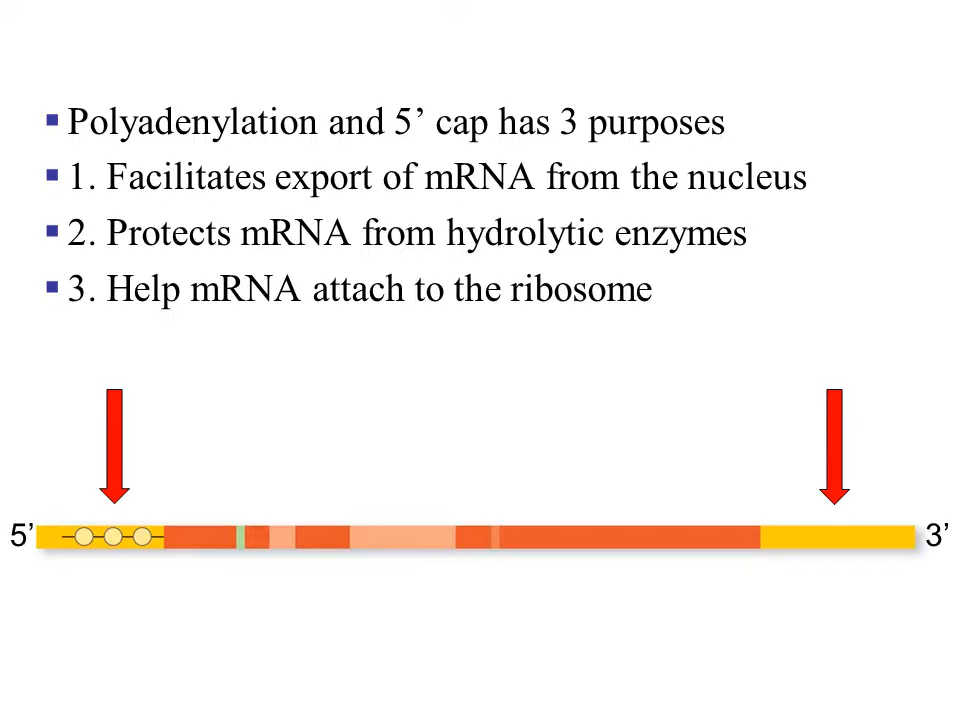 ▪ Polyadenylation and 5’ cap has 3 purposes
▪ 1. Facilitates export of mRNA from the nucleus
▪ 2. Protects mRNA from hydrolytic enzymes
▪ 3. Help mRNA attach to the ribosome
5’ 3’